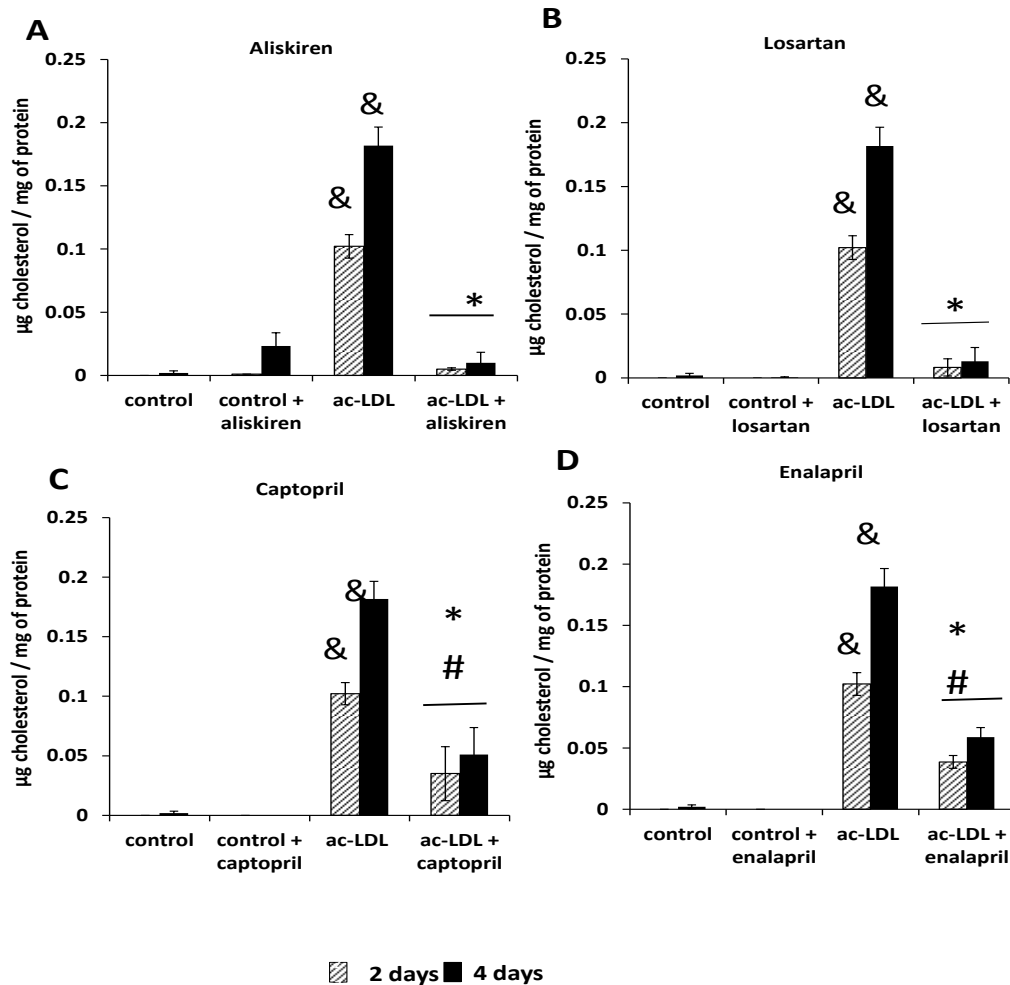 A
Aliskiren
µg cholesterol / mg of protein
0.25
0.2
0.15
0.1
0.05
0
&
&
*
control
control +
aliskiren
ac-LDL
ac-LDL +
aliskiren
B
Losartan
µg cholesterol / mg of protein
0.25
0.2
0.15
0.1
0.05
0
&
&
*
control
control +
losartan
ac-LDL
ac-LDL +
losartan
C
Captopril
µg cholesterol / mg of protein
0.25
0.2
0.15
0.1
0.05
0
&
&
*
#
control
control +
captopril
ac-LDL
ac-LDL +
captopril
D
Enalapril
µg cholesterol / mg of protein
0.25
0.2
0.15
0.1
0.05
0
&
&
*
#
control
control +
enalapril
ac-LDL
ac-LDL +
enalapril
2 days 4 days